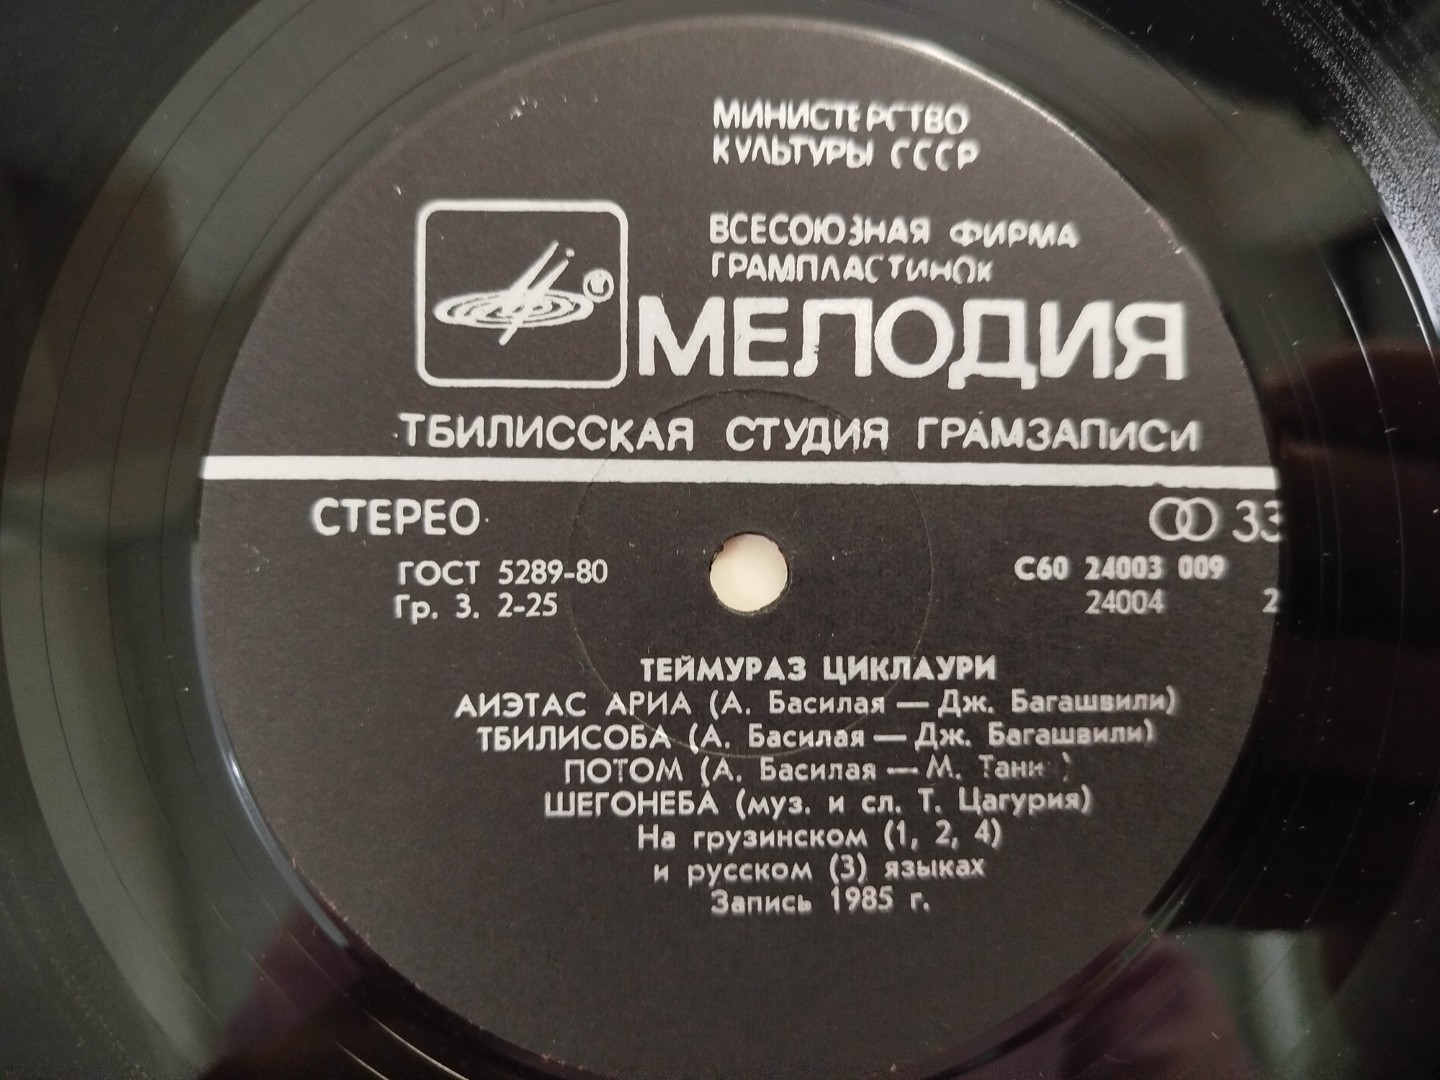 МИНИСТЕРСТВО
КУЛЬТУРЫ СССР
ВСЕСОЮЗНАЯ ФИРМА
ГРАМПЛАСТИНОК
МЕЛОДИЯ
ТБИЛИССКАЯ СТУДИЯ ГРАМЗАПИСИ
СТЕРЕО 33
ГОСТ 5289-80 С60 24003 009
Гр. 3. 2-25 24004 2
ТЕЙМУРАЗ ЦИКЛАУРИ
АИЭТАС АРИА (А. Басилая — Дж. Багашвили)
ТБИЛИСОБА (А. Басилая — Дж. Багашвили)
ПОТОМ (А. Басилая — М. Тани )
ШЕГОНЕБА (муз. и сл. Т. Цагурия)
На грузинском (1, 2, 4)
и русском (3) языках
Запись 1985 г.